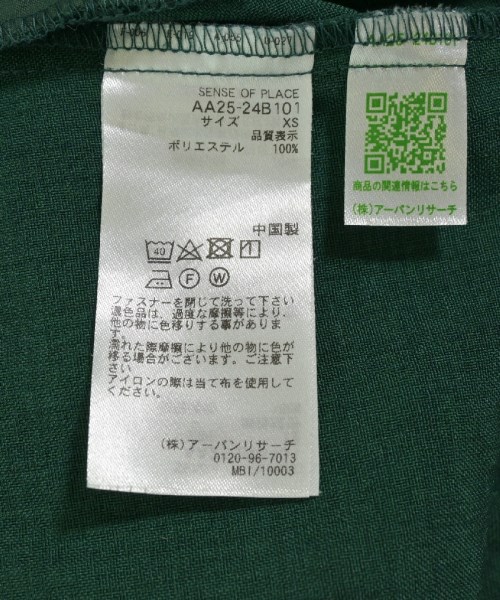 SENSE OF PLACE
AA25-24B101
サイズ XS
品質表示
ポリエステル 100%
中国製
40
F W
ファスナーを閉じて洗って下さい
濃色品は、過度な摩擦等により、
他の物に色移りする事がありま
す。
濡れた際摩擦により他の物に色が
移る場合がございます。ご注意下
さい
アイロンの際は当て布を使用して
ください。
(株)アーバンリサーチ
0120-96-7013
MBI/10003
商品の関連情報はこちら
(株)アーバンリサーチ